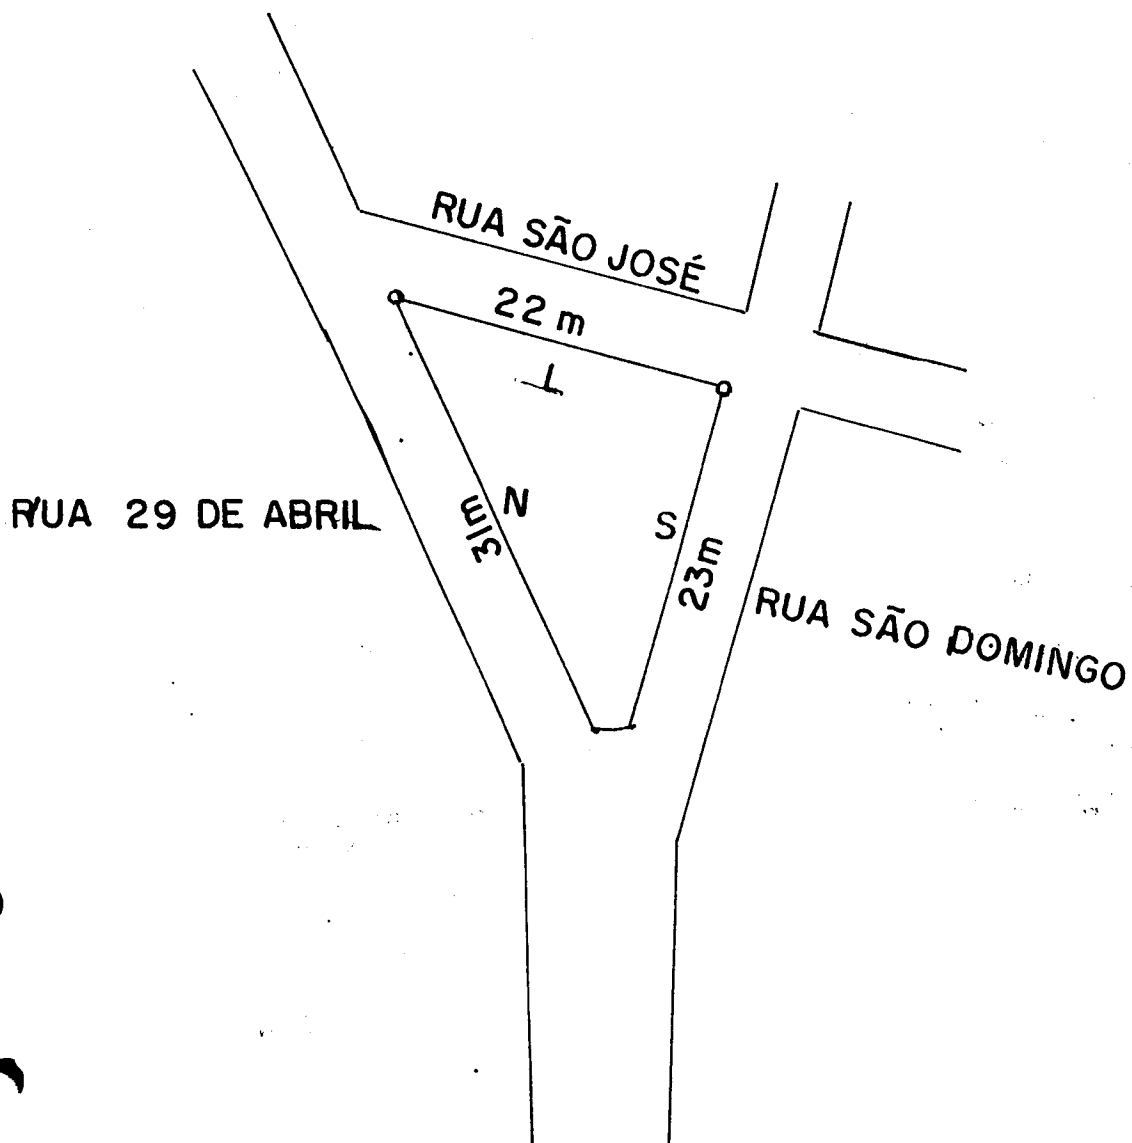 RUA SÃO JOSÉ
22 m
L
RUA 29 DE ABRIL
31m
N
S
23m
RUA SÃO DOMINGO